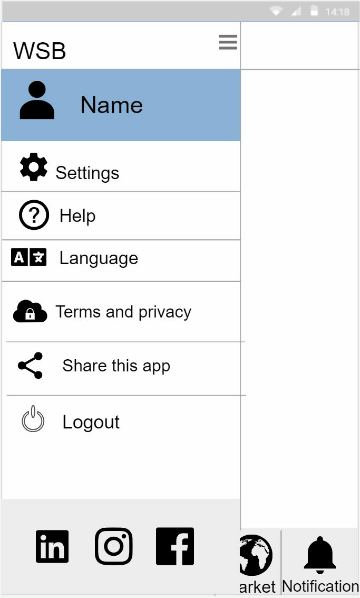 14:18
WSB
Name
Settings
Help
Language
Terms and privacy
Share this app
Logout
arket
Notification